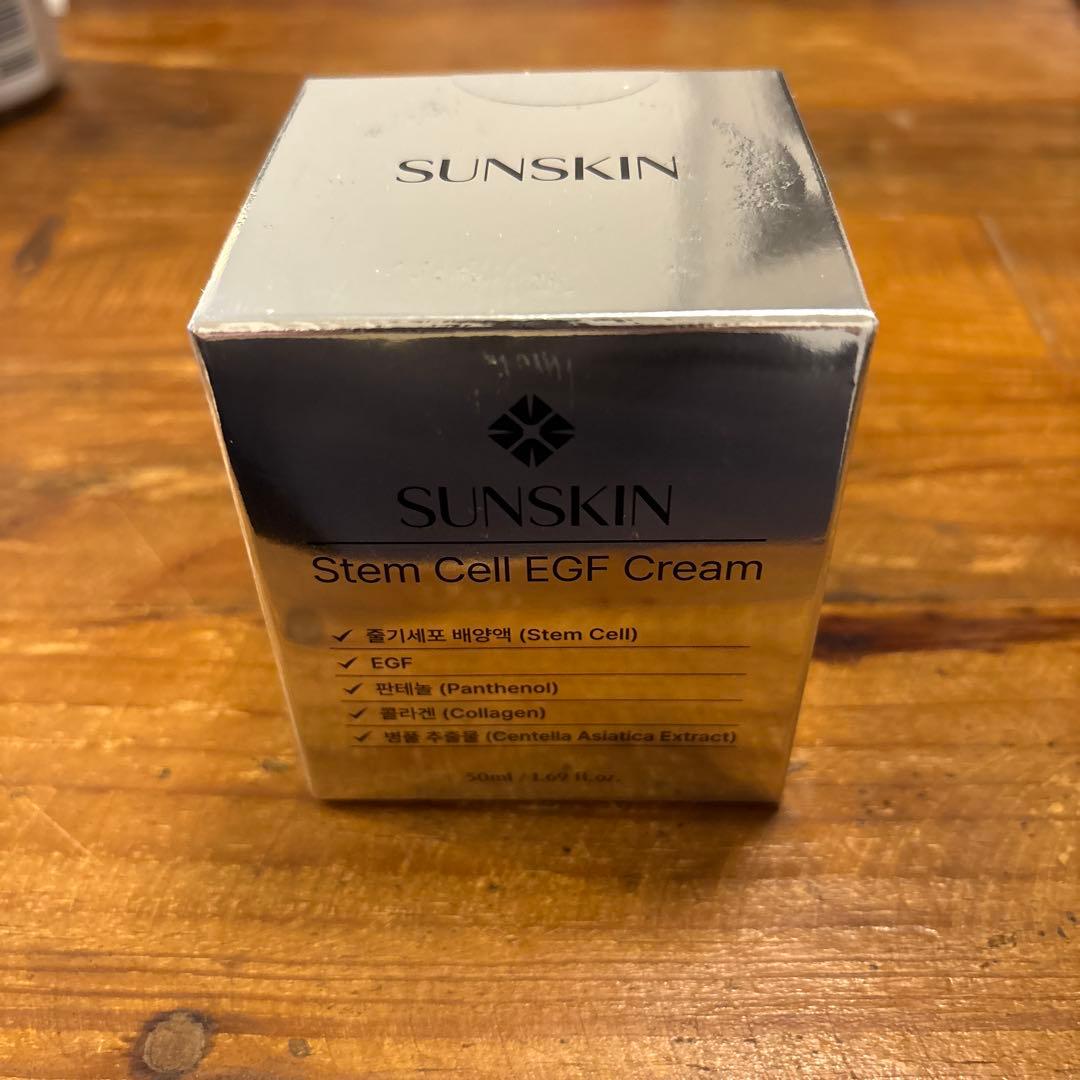 SUNSKIN
SUNSKIN
Stem Cell EGF Cream
✓ 줄기세포 배양액 (Stem Cell)
✓ EGF
✓ 판테놀 (Panthenol)
✓ 콜라겐 (Collagen)
✓ 병풀 추출물 (Centella Asiatica Extract)
50ml / 1.69 fl.oz.